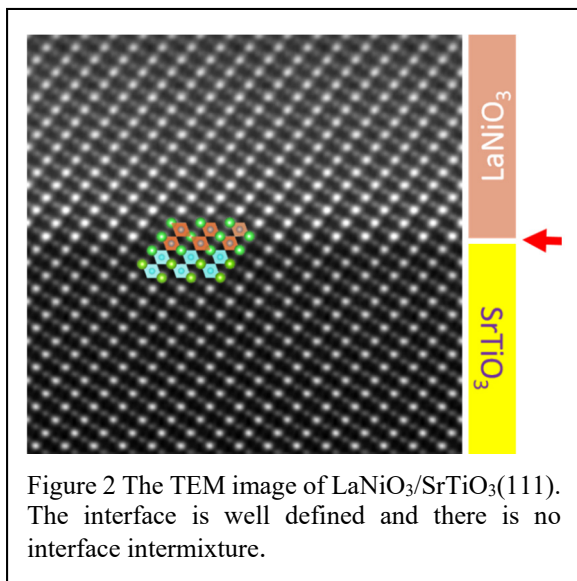 LaNiO₃
SrTiO₃
Figure 2 The TEM image of LaNiO₃/SrTiO₃(111).
The interface is well defined and there is no
interface intermixture.